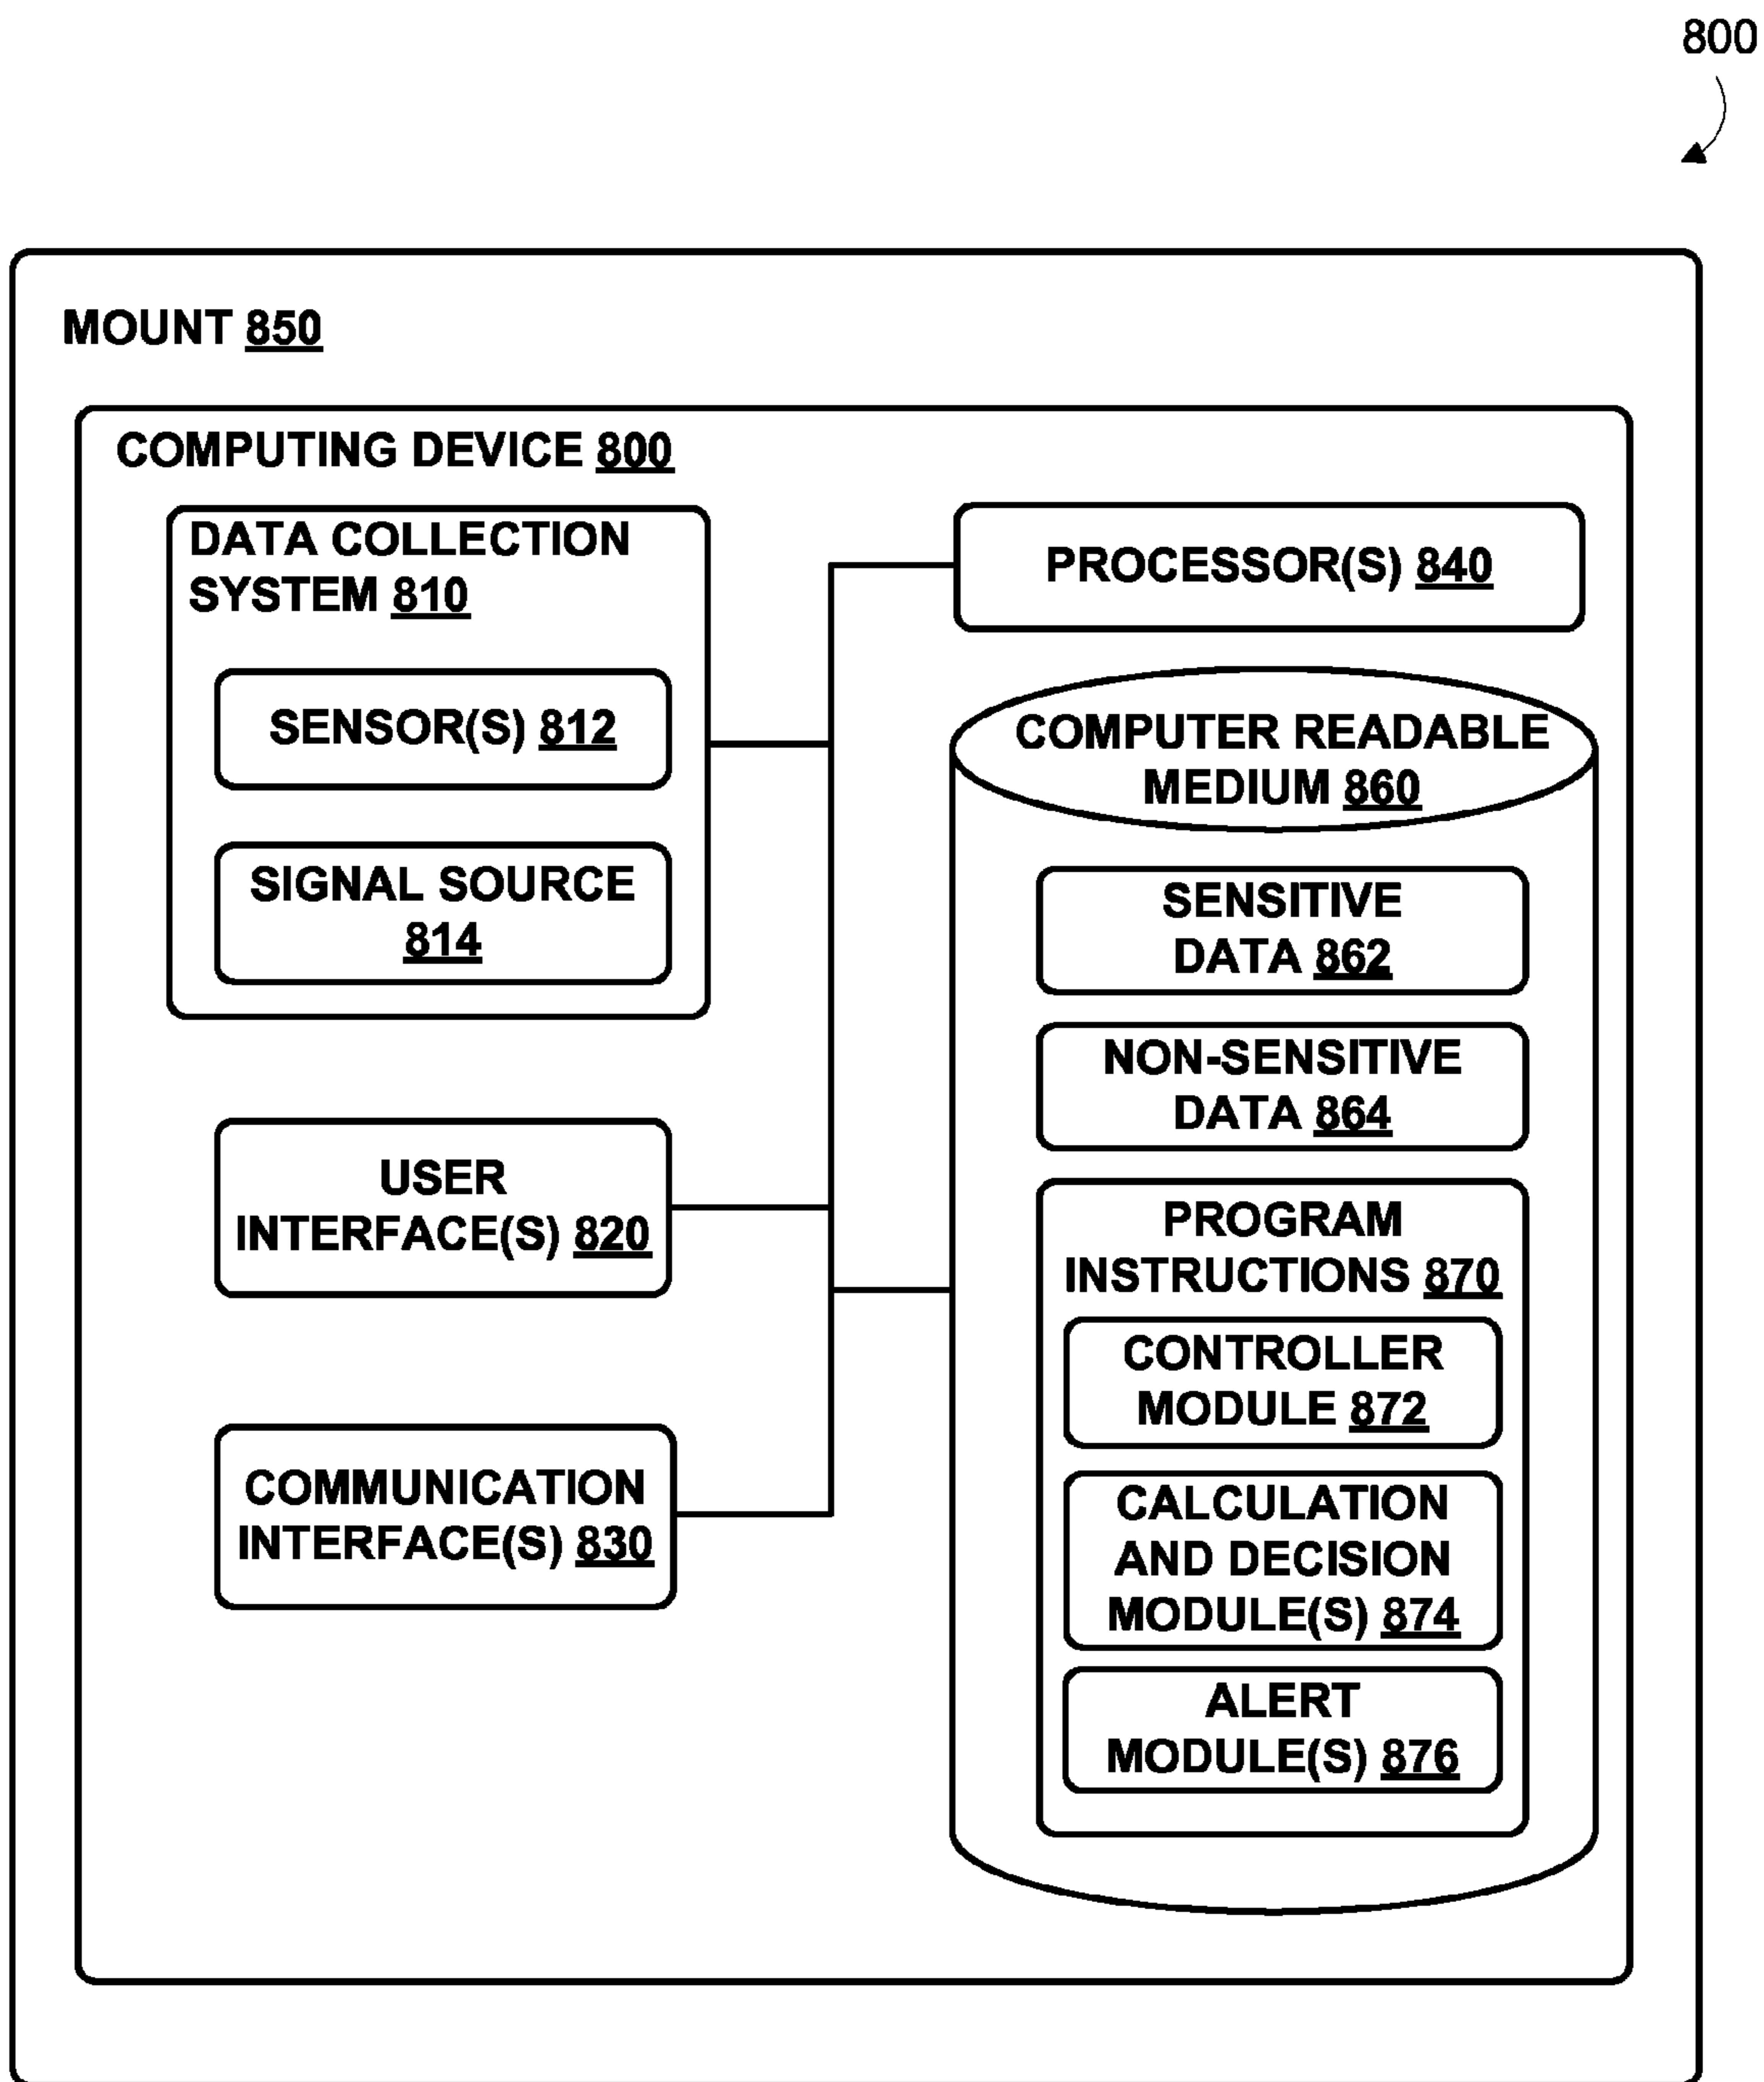 800
MOUNT 850
COMPUTING DEVICE 800
DATA COLLECTION
SYSTEM 810
SENSOR(S) 812
SIGNAL SOURCE
814
USER
INTERFACE(S) 820
COMMUNICATION
INTERFACE(S) 830
PROCESSOR(S) 840
COMPUTER READABLE
MEDIUM 860
SENSITIVE
DATA 862
NON-SENSITIVE
DATA 864
PROGRAM
INSTRUCTIONS 870
CONTROLLER
MODULE 872
CALCULATION
AND DECISION
MODULE(S) 874
ALERT
MODULE(S) 876